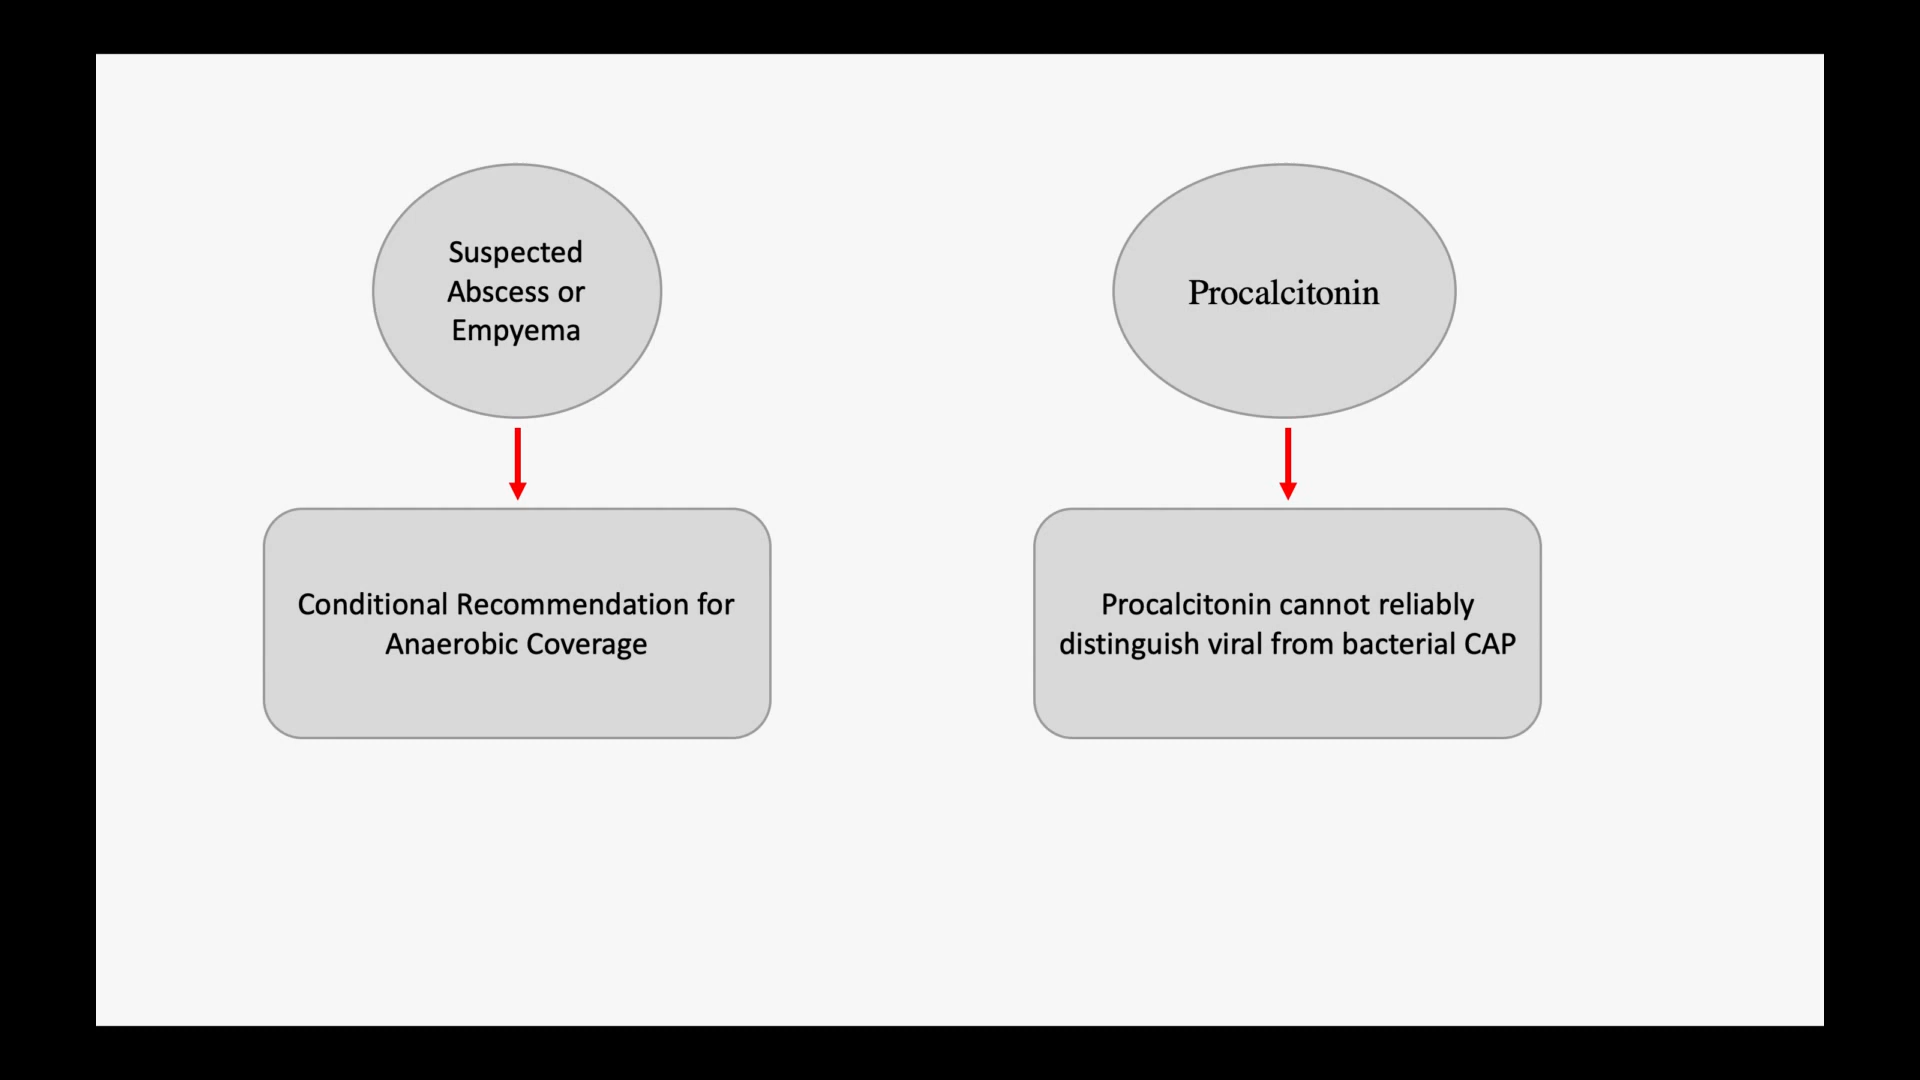 Suspected
Abscess or
Empyema
Conditional Recommendation for
Anaerobic Coverage
Procalcitonin
Procalcitonin cannot reliably
distinguish viral from bacterial CAP